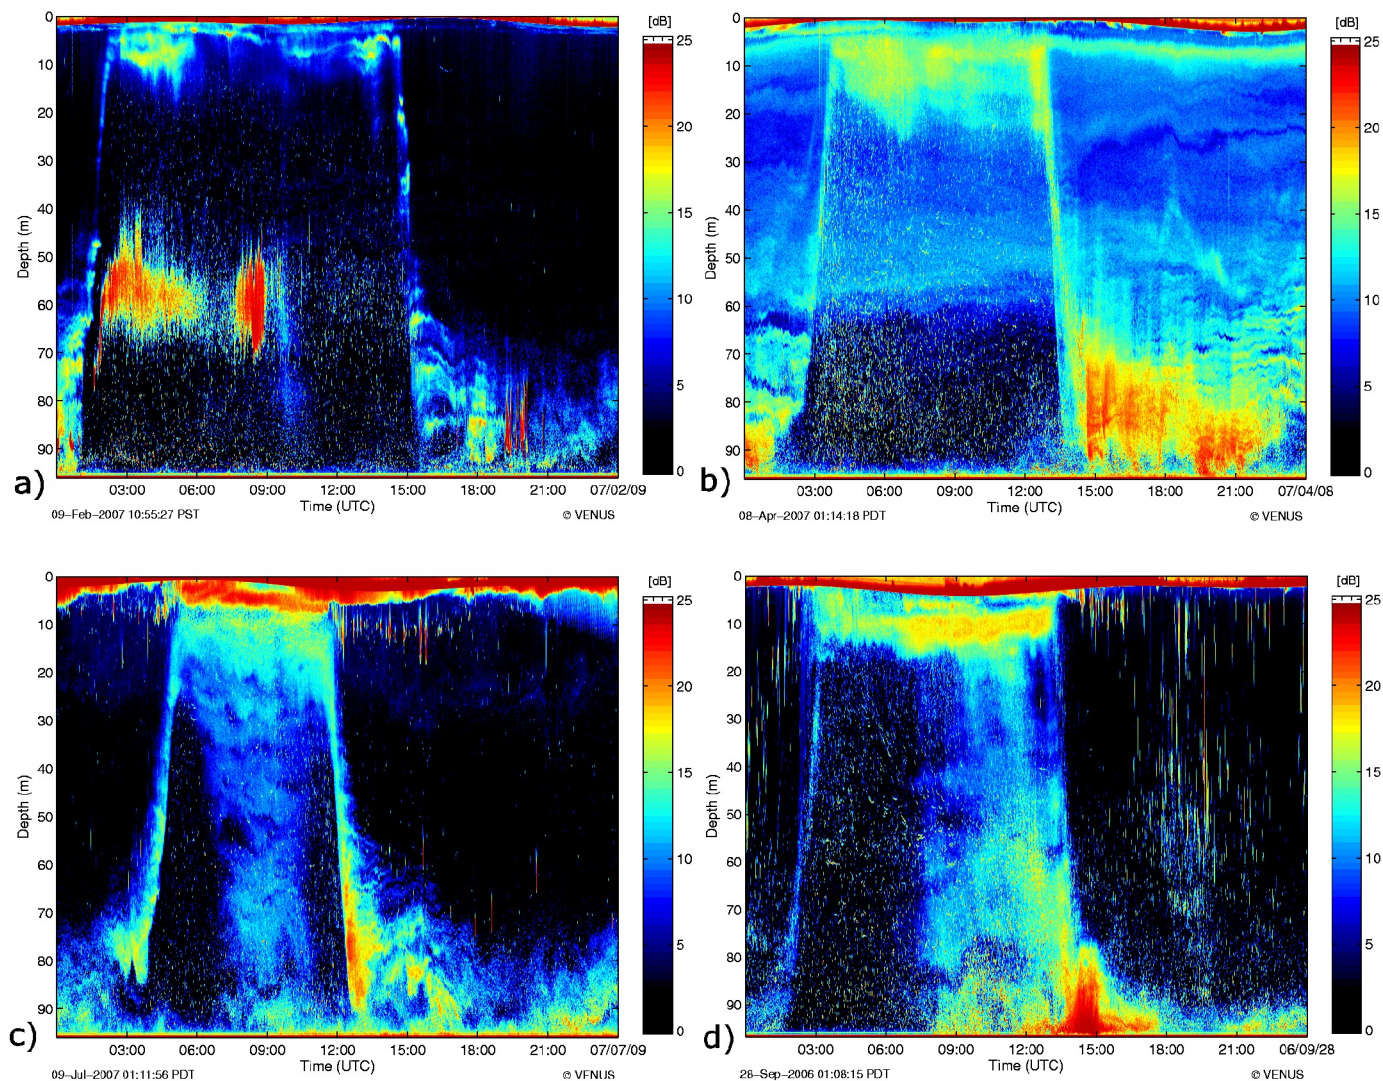 [dB]
0
10
20
30
40
50
60
70
80
90
Depth (m)
25
20
15
10
5
0
a)
03:00 06:00 09:00 12:00 15:00 18:00 21:00 07/02/09
Time (UTC)
09-Feb-2007 10:55:27 PST
© VENUS
[dB]
0
10
20
30
40
50
60
70
80
90
Depth (m)
25
20
15
10
5
0
b)
03:00 06:00 09:00 12:00 15:00 18:00 21:00 07/04/08
Time (UTC)
08-Apr-2007 01:14:18 PDT
© VENUS
[dB]
0
10
20
30
40
50
60
70
80
90
Depth (m)
25
20
15
10
5
0
c)
03:00 06:00 09:00 12:00 15:00 18:00 21:00 07/07/09
Time (UTC)
09-Jul-2007 01:11:56 PDT
© VENUS
[dB]
0
10
20
30
40
50
60
70
80
90
Depth (m)
25
20
15
10
5
0
d)
03:00 06:00 09:00 12:00 15:00 18:00 21:00 06/09/28
Time (UTC)
28-Sep-2006 01:08:15 PDT
© VENUS